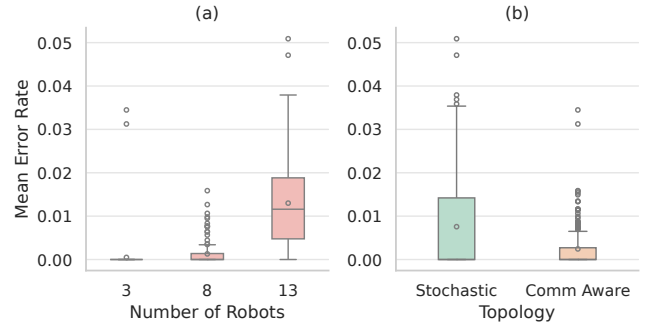 (a)
Mean Error Rate
0.05
0.04
0.03
0.02
0.01
0.00
3 8 13
Number of Robots
(b)
0.05
0.04
0.03
0.02
0.01
0.00
Stochastic Comm Aware
Topology